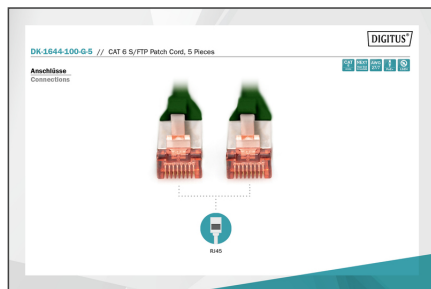 DIGITUS®
DK-1644-100-G-5 // CAT 6 S/FTP Patch Cord, 5 Pieces
Anschlüsse
Connections
RJ45